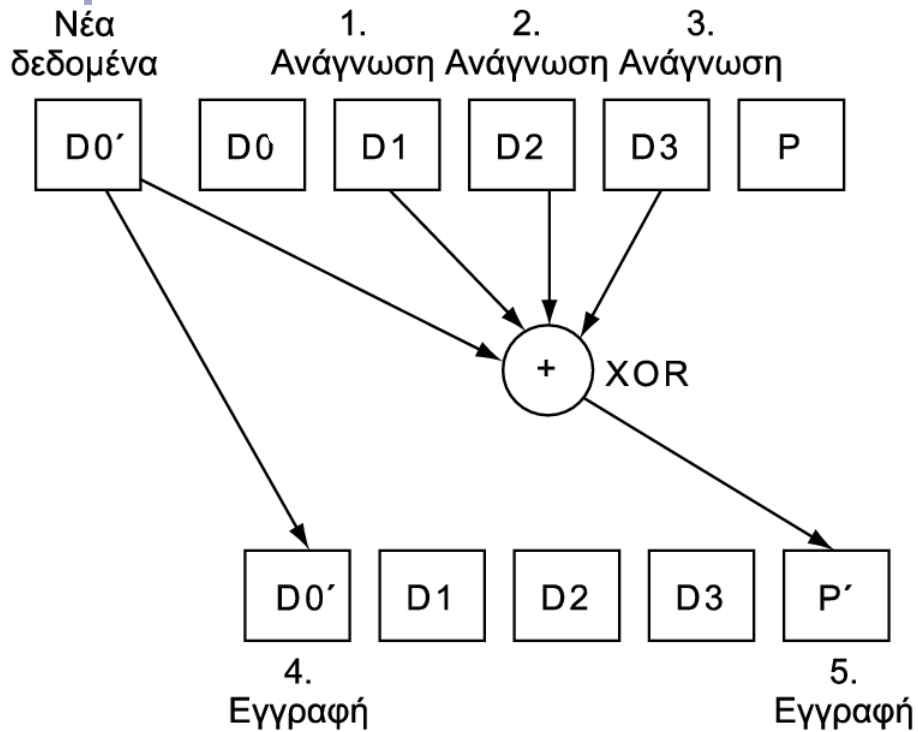 Νέα
δεδομένα
1.
Ανάγνωση
2.
Ανάγνωση
3.
Ανάγνωση
D0´ D0 D1 D2 D3 P
+ XOR
D0´ D1 D2 D3 P´
4.
Εγγραφή
5.
Εγγραφή